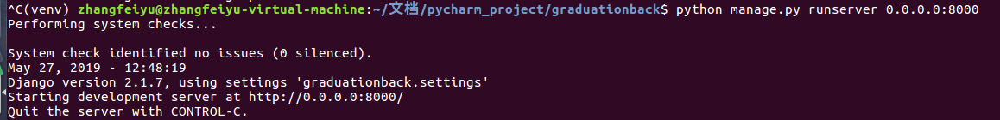 ^C(venv) zhangfeiyu@zhangfeiyu-virtual-machine:~/文档/pycharm_project/graduationback$ python manage.py runserver 0.0.0.0:8000
Performing system checks...
System check identified no issues (0 silenced).
May 27, 2019 - 12:48:19
Django version 2.1.7, using settings 'graduationback.settings'
Starting development server at http://0.0.0.0:8000/
Quit the server with CONTROL-C.